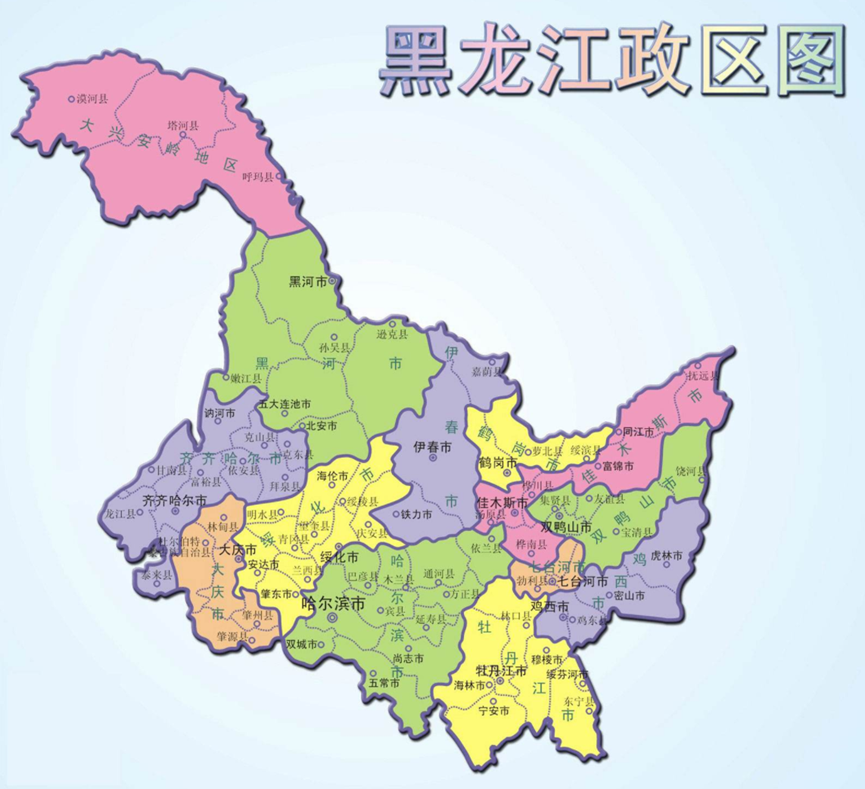 黑龙江政区图
漠河县
塔河县
大兴安岭地区
呼玛县
黑河市
逊克县
孙吴县
黑河市
嫩江县
伊春市
嘉荫县
讷河市
五大连池市
北安市
克山县
克东县
齐齐哈尔市
甘南县
依安县
富裕县
拜泉县
齐齐哈尔市
龙江县
泰来县
伊春市
铁力市
鹤岗市
萝北县
绥滨县
鹤岗市
抚远县
同江市
佳木斯市
富锦市
饶河县
桦川县
佳木斯市
汤原县
集贤县
友谊县
双鸭山市
双鸭山市
宝清县
桦南县
海伦市
绥化市
绥棱县
明水县
望奎县
庆安县
青冈县
绥化市
兰西县
安达市
肇东市
林甸县
杜尔伯特
自治县
大庆市
大庆市
肇州县
肇源县
依兰县
哈尔滨市
巴彦县
木兰县
通河县
方正县
哈尔滨市
宾县
延寿县
双城市
尚志市
五常市
七台河市
勃利县
七台河市
虎林市
鸡西市
密山市
鸡西市
鸡东县
林口县
牡丹江市
牡丹江市
穆棱市
绥芬河市
海林市
东宁县
宁安市